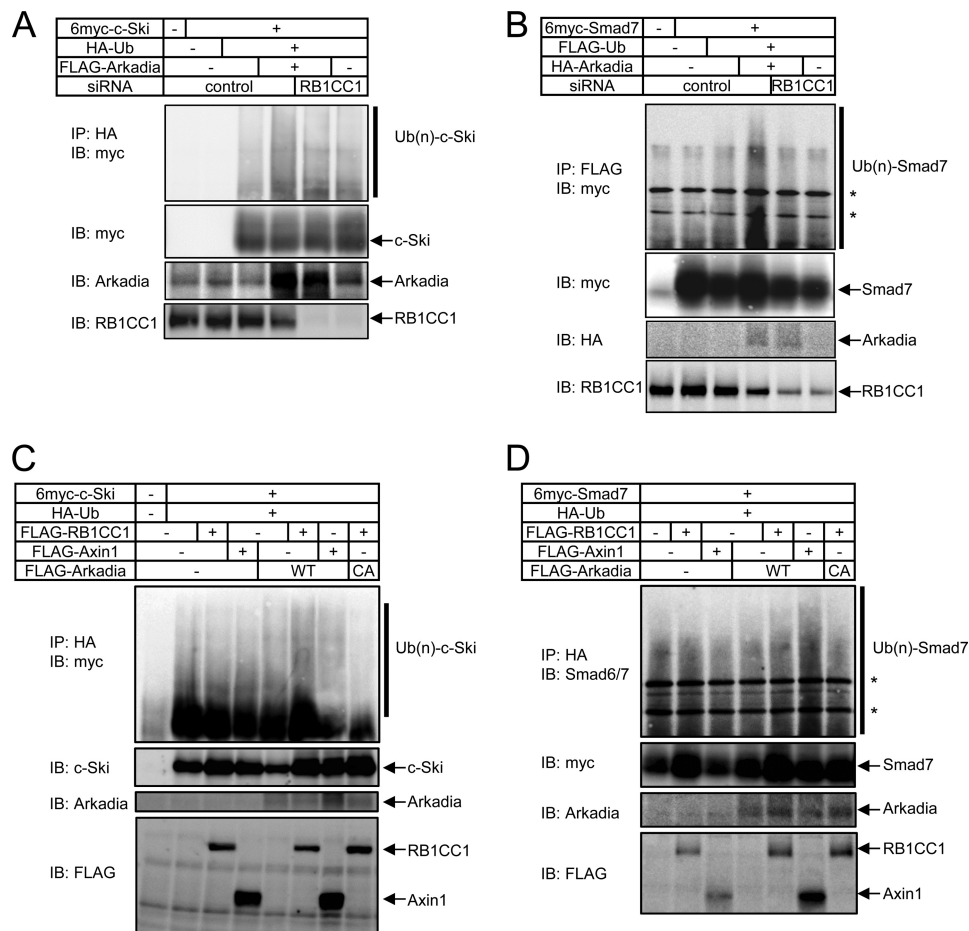 A
6myc-c-Ski - +
HA-Ub - +
FLAG-Arkadia - + -
siRNA control RB1CC1
IP: HA
IB: myc
Ub(n)-c-Ski
IB: myc
c-Ski
IB: Arkadia
Arkadia
IB: RB1CC1
RB1CC1
B
6myc-Smad7 - +
FLAG-Ub - +
HA-Arkadia - + -
siRNA control RB1CC1
IP: FLAG
IB: myc
Ub(n)-Smad7
*
*
IB: myc
Smad7
IB: HA
Arkadia
IB: RB1CC1
RB1CC1
C
6myc-c-Ski - +
HA-Ub - +
FLAG-RB1CC1 - + - + - +
FLAG-Axin1 - + - + -
FLAG-Arkadia - WT CA
IP: HA
IB: myc
Ub(n)-c-Ski
IB: c-Ski
c-Ski
IB: Arkadia
Arkadia
IB: FLAG
RB1CC1
Axin1
D
6myc-Smad7 +
HA-Ub +
FLAG-RB1CC1 - + - + - +
FLAG-Axin1 - + - + -
FLAG-Arkadia - WT CA
IP: HA
IB: Smad6/7
Ub(n)-Smad7
*
*
IB: myc
Smad7
IB: Arkadia
Arkadia
IB: FLAG
RB1CC1
Axin1